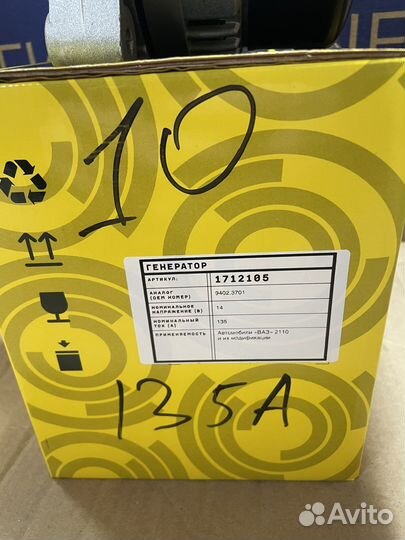 10
ГЕНЕРАТОР
АРТИКУЛ: 1712105
АНАЛОГ (OEM НОМЕР) 9402.3701
НОМИНАЛЬНОЕ НАПРЯЖЕНИЕ (В) 14
НОМИНАЛЬНЫЙ ТОК (А) 135
ПРИМЕНЯЕМОСТЬ Автомобили «ВАЗ» 2110 и их модификации
135А
Avito